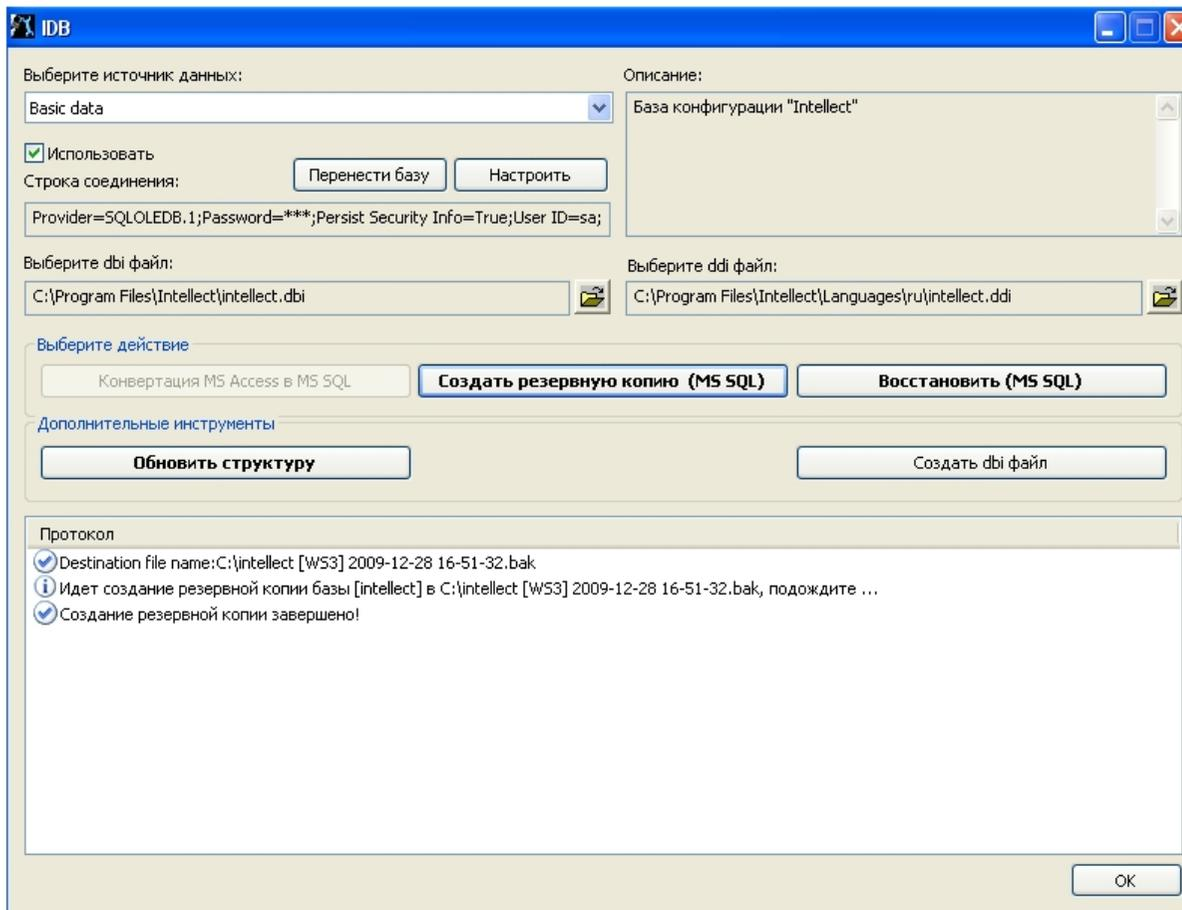 IDB
Выберите источник данных:
Описание:
Basic data
База конфигурации "Intellect"
Использовать
Строка соединения:
Перенести базу
Настроить
Provider=SQLOLEDB.1;Password=***;Persist Security Info=True;User ID=sa;
Выберите dbi файл:
Выберите ddi файл:
C:\Program Files\Intellect\intellect.dbi
C:\Program Files\Intellect\Languages\ru\intellect.ddi
Выберите действие
Конвертация MS Access в MS SQL
Создать резервную копию (MS SQL)
Восстановить (MS SQL)
Дополнительные инструменты
Обновить структуру
Создать dbi файл
Протокол
Destination file name:C:\intellect [WS3] 2009-12-28 16-51-32.bak
Идет создание резервной копии базы [intellect] в C:\intellect [WS3] 2009-12-28 16-51-32.bak, подождите ...
Создание резервной копии завершено!
OK